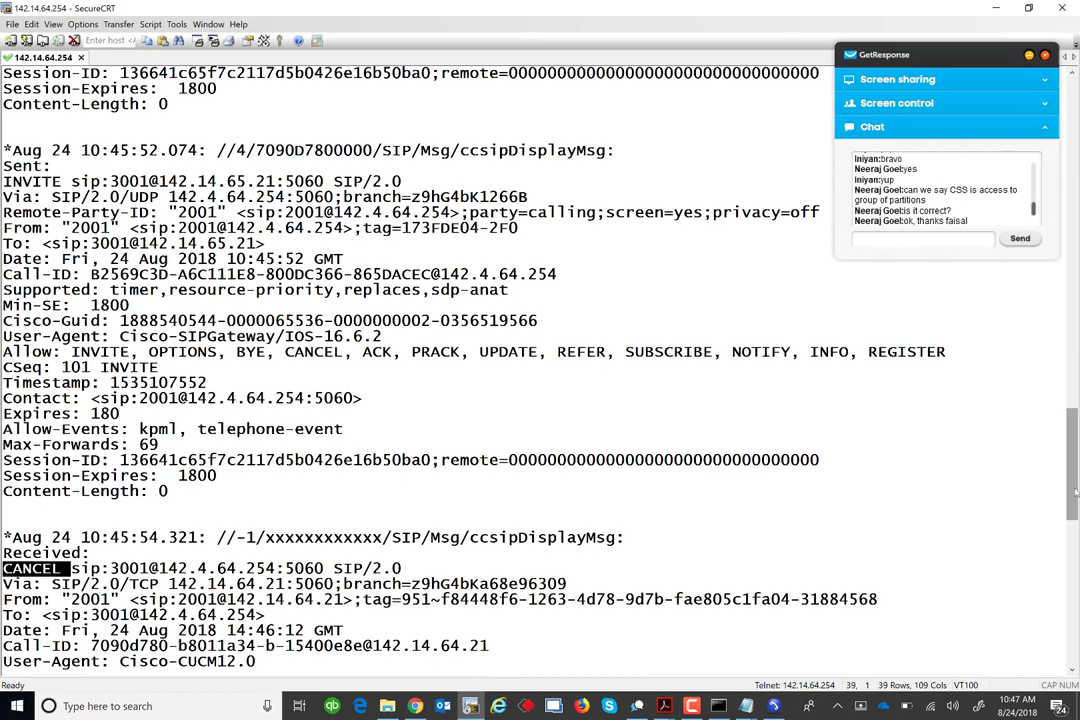 142.14.64.254 - SecureCRT
File Edit View Options Transfer Script Tools Window Help
Enter host <
142.14.64.254
Session-ID: 136641c65f7c2117d5b0426e16b50ba0;remote=00000000000000000000000000000000
Session-Expires:  1800
Content-Length: 0
*Aug 24 10:45:52.074: //4/7090D7800000/SIP/Msg/ccsipDisplayMsg:
Sent:
INVITE sip:3001@142.14.65.21:5060 SIP/2.0
Via: SIP/2.0/UDP 142.4.64.254:5060;branch=z9hG4bK1266B
Remote-Party-ID: "2001" <sip:2001@142.4.64.254>;party=calling;screen=yes;privacy=off
From: "2001" <sip:2001@142.4.64.254>;tag=173FDE04-2F0
To: <sip:3001@142.14.65.21>
Date: Fri, 24 Aug 2018 10:45:52 GMT
Call-ID: B2569C3D-A6C111E8-800DC366-865DACEC@142.4.64.254
Supported: timer,resource-priority,replaces,sdp-anat
Min-SE:  1800
Cisco-Guid: 1888540544-0000065536-0000000002-0356519566
User-Agent: Cisco-SIPGateway/IOS-16.6.2
Allow: INVITE, OPTIONS, BYE, CANCEL, ACK, PRACK, UPDATE, REFER, SUBSCRIBE, NOTIFY, INFO, REGISTER
CSeq: 101 INVITE
Timestamp: 1535107552
Contact: <sip:2001@142.4.64.254:5060>
Expires: 180
Allow-Events: kpml, telephone-event
Max-Forwards: 69
Session-ID: 136641c65f7c2117d5b0426e16b50ba0;remote=00000000000000000000000000000000
Session-Expires:  1800
Content-Length: 0
*Aug 24 10:45:54.321: //-1/xxxxxxxxxxxx/SIP/Msg/ccsipDisplayMsg:
Received:
CANCEL sip:3001@142.4.64.254:5060 SIP/2.0
Via: SIP/2.0/TCP 142.14.64.21:5060;branch=z9hG4bKa68e96309
From: "2001" <sip:2001@142.14.64.21>;tag=951~f84448f6-1263-4d78-9d7b-fae805c1fa04-31884568
To: <sip:3001@142.4.64.254>
Date: Fri, 24 Aug 2018 14:46:12 GMT
Call-ID: 7090d780-b8011a34-b-15400e8e@142.14.64.21
User-Agent: Cisco-CUCM12.0
GetResponse
Screen sharing
Screen control
Chat
Iniyan:bravo
Neeraj Goel:yes
Iniyan:yup
Neeraj Goel:can we say CSS is access to
group of partitions
Neeraj Goel:is it correct?
Neeraj Goel:ok, thanks faisal
Send
Ready
Telnet: 142.14.64.254 39, 1 39 Rows, 109 Cols VT100 CAP NUM
Type here to search
10:47 AM
8/24/2018
24